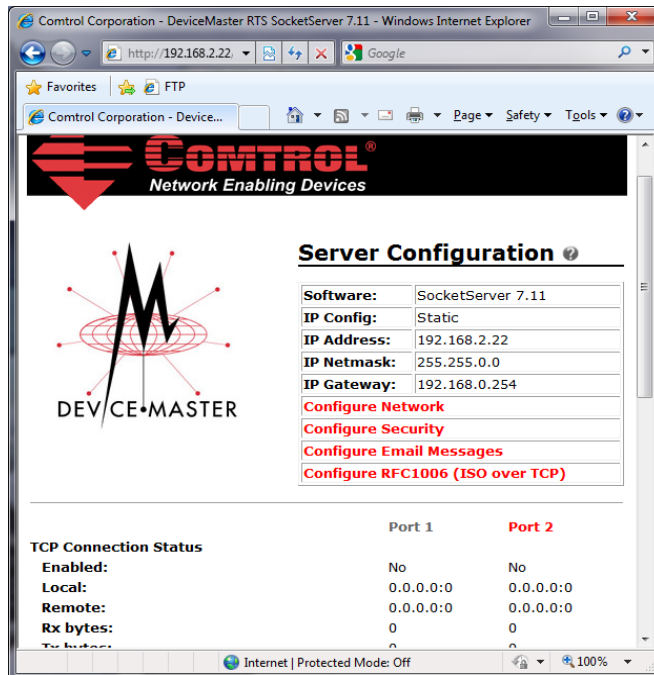 Comtrol Corporation - DeviceMaster RTS SocketServer 7.11 - Windows Internet Explorer
http://192.168.2.22/
Google
Favorites FTP
Comtrol Corporation - Device... Page Safety Tools
COMTROL®
Network Enabling Devices
Server Configuration ?
Software: SocketServer 7.11
IP Config: Static
IP Address: 192.168.2.22
IP Netmask: 255.255.0.0
IP Gateway: 192.168.0.254
Configure Network
Configure Security
Configure Email Messages
Configure RFC1006 (ISO over TCP)
DEVICE•MASTER
Port 1 Port 2
TCP Connection Status
Enabled: No No
Local: 0.0.0.0:0 0.0.0.0:0
Remote: 0.0.0.0:0 0.0.0.0:0
Rx bytes: 0 0
Tx bytes: 0 0
Internet | Protected Mode: Off 100%